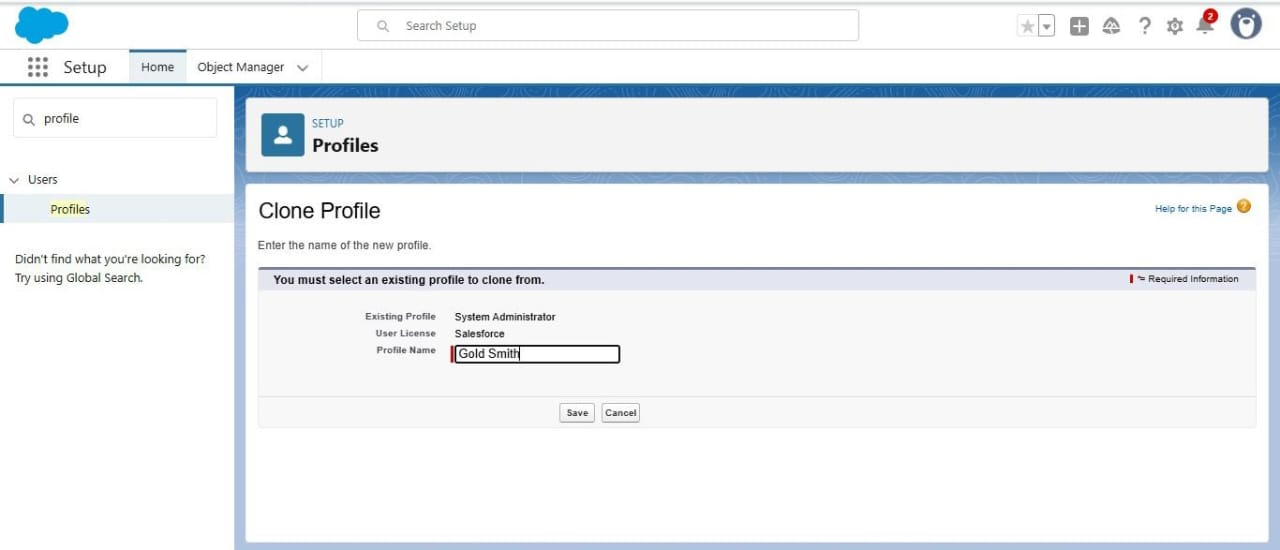 Search Setup
2
Setup
Home
Object Manager
profile
Users
Profiles
Didn't find what you're looking for?
Try using Global Search.
SETUP
Profiles
Clone Profile
Help for this Page
?
Enter the name of the new profile.
You must select an existing profile to clone from.
= Required Information
Existing Profile System Administrator
User License Salesforce
Profile Name Gold Smith
Save Cancel